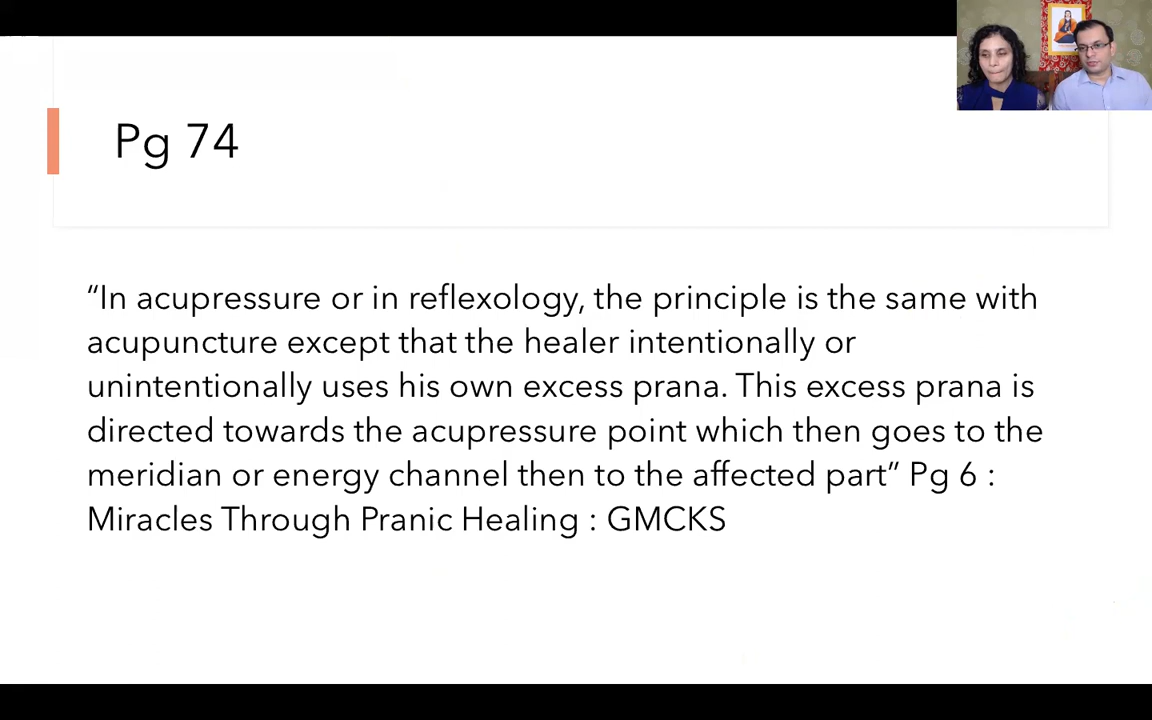 Pg 74
“In acupressure or in reflexology, the principle is the same with
acupuncture except that the healer intentionally or
unintentionally uses his own excess prana. This excess prana is
directed towards the acupressure point which then goes to the
meridian or energy channel then to the affected part” Pg 6 :
Miracles Through Pranic Healing : GMCKS